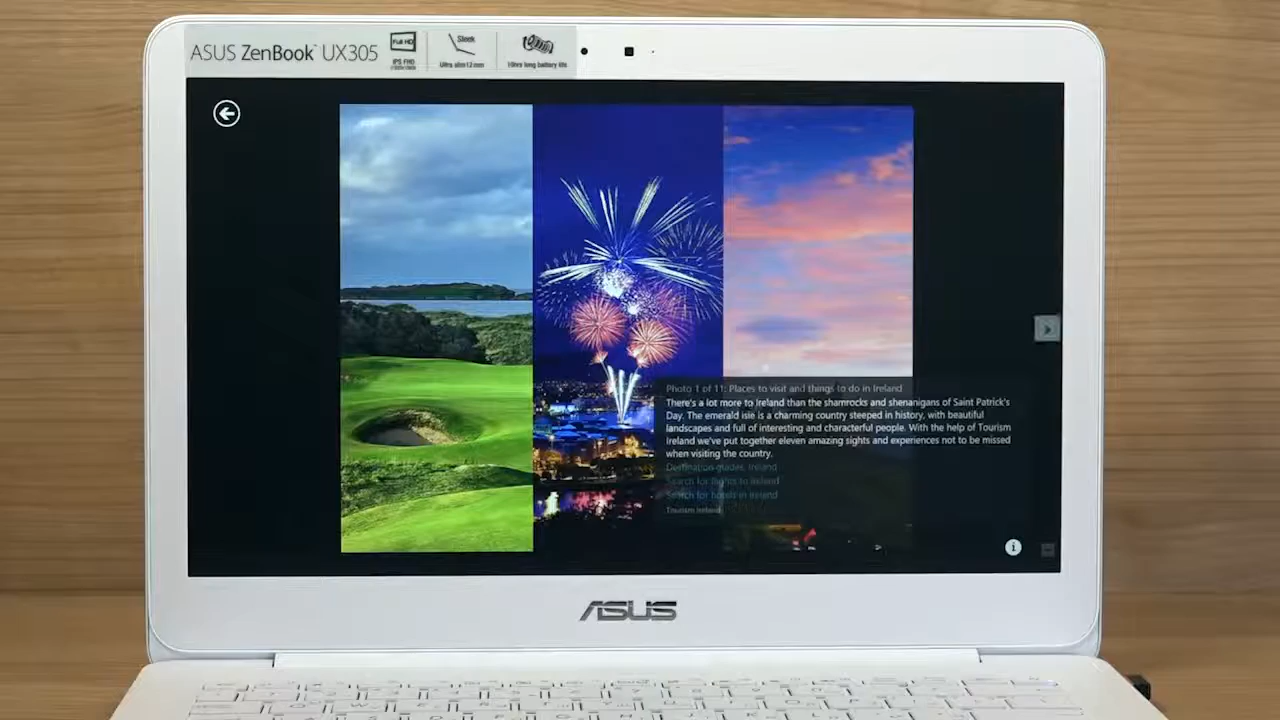 ASUS ZenBook™ UX305
Full HD
IPS FHD
Sleek
Ultra slim 12 mm
10hrs long battery life
Photo 1 of 11: Places to visit and things to do in Ireland
There's a lot more to Ireland than the shamrocks and shenanigans of Saint Patrick's
Day. The emerald isle is a charming country steeped in history, with beautiful
landscapes and full of interesting and characterful people. With the help of Tourism
Ireland we've put together eleven amazing sights and experiences not to be missed
when visiting the country.
Destination guides, Ireland
Search for flights to Ireland
Search for hotels in Ireland
Tourism Ireland
ASUS